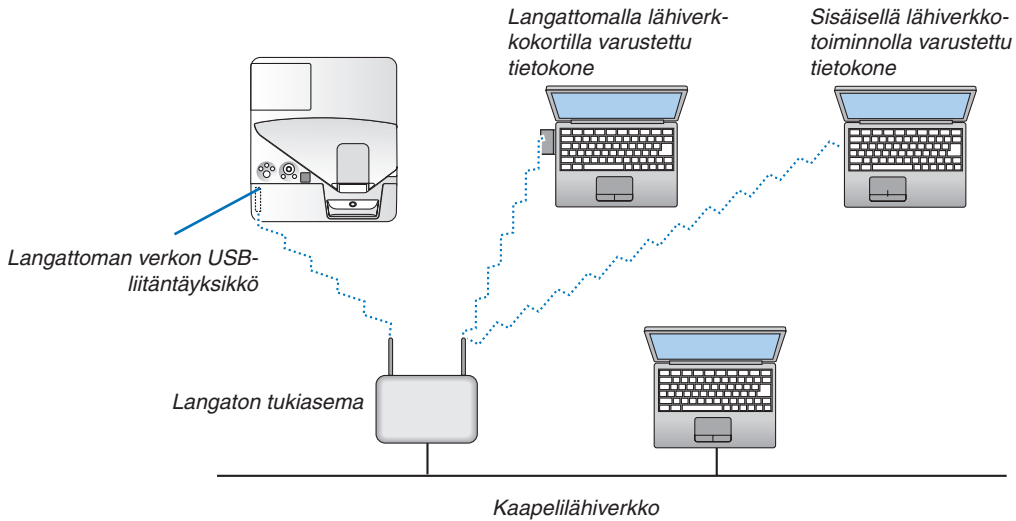 Langattomalla lähiverk-
kokortilla varustettu
tietokone
Sisäisellä lähiverkko-
toiminnolla varustettu
tietokone
Langattoman verkon USB-
liitäntäyksikkö
Langaton tukiasema
Kaapelilähiverkko